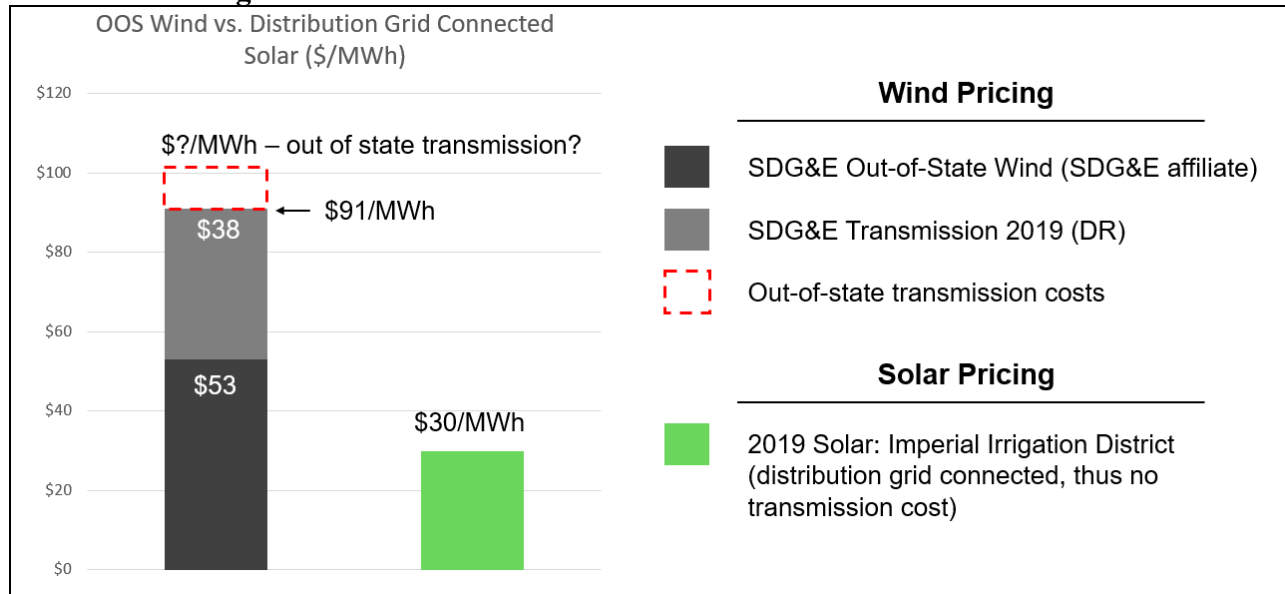 OOS Wind vs. Distribution Grid Connected
Solar ($/MWh)
$120
$100
$80
$60
$40
$20
$0
$?/MWh – out of state transmission?
$91/MWh
$38
$53
$30/MWh
Wind Pricing
SDG&E Out-of-State Wind (SDG&E affiliate)
SDG&E Transmission 2019 (DR)
Out-of-state transmission costs
Solar Pricing
2019 Solar: Imperial Irrigation District
(distribution grid connected, thus no
transmission cost)